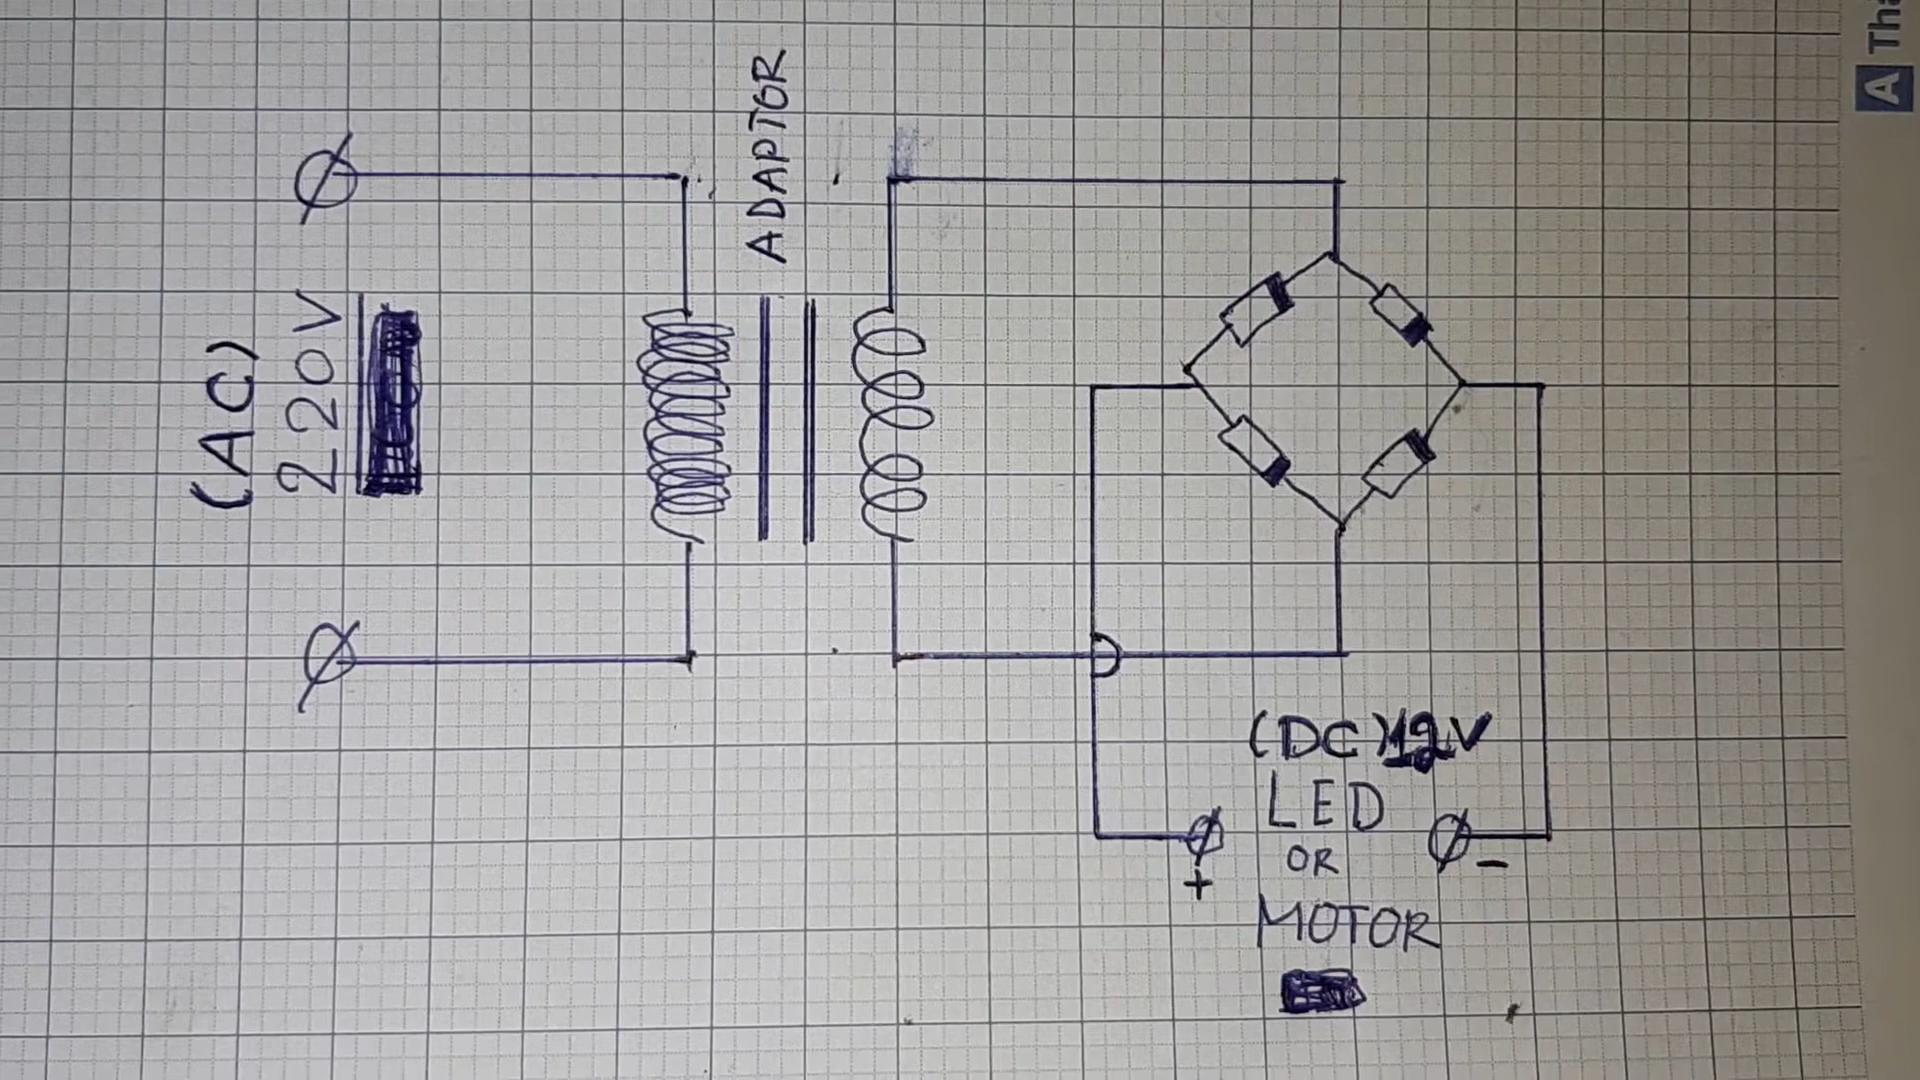 (AC)
220V
ADAPTOR
(DC)12V
LED
OR
MOTOR
+
-
A